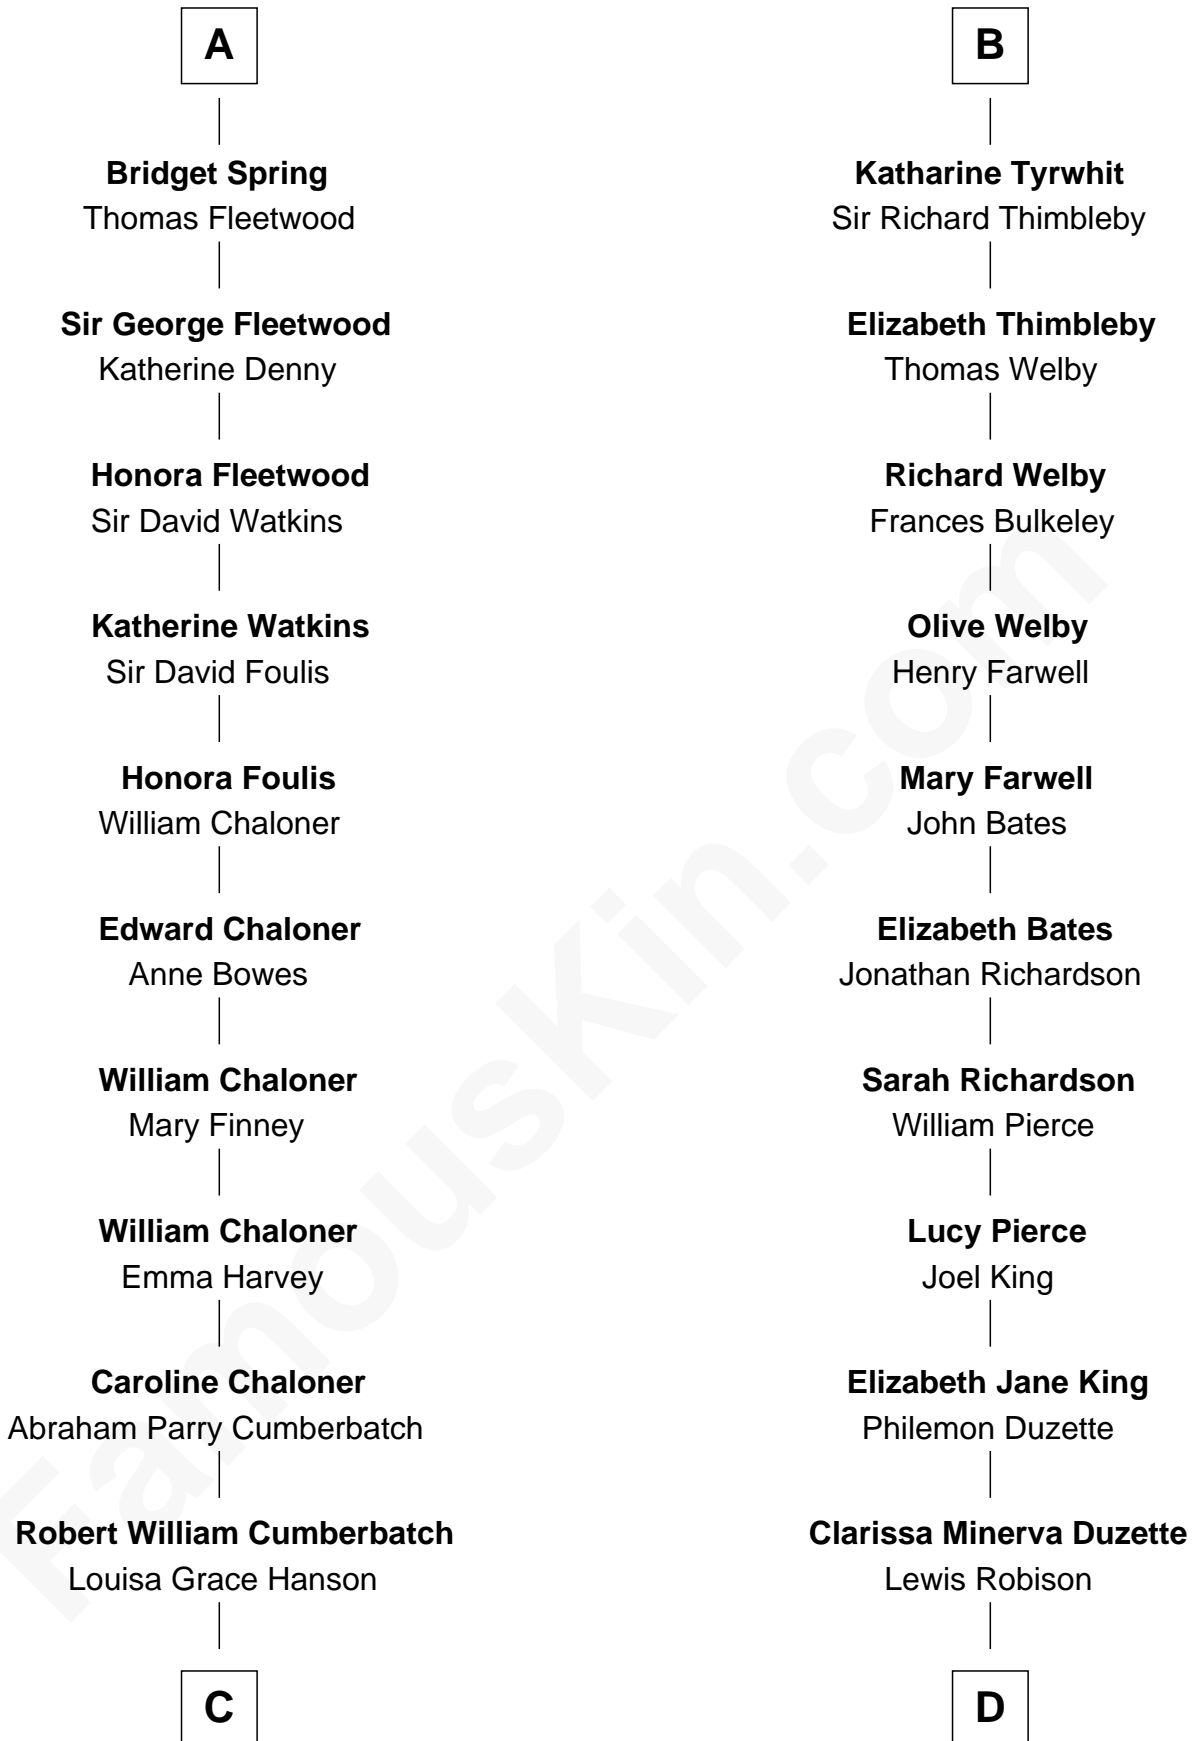 A
Bridget Spring
Thomas Fleetwood
Sir George Fleetwood
Katherine Denny
Honora Fleetwood
Sir David Watkins
Katherine Watkins
Sir David Foulis
Honora Foulis
William Chaloner
Edward Chaloner
Anne Bowes
William Chaloner
Mary Finney
William Chaloner
Emma Harvey
Caroline Chaloner
Abraham Parry Cumberbatch
Robert William Cumberbatch
Louisa Grace Hanson
C
B
Katharine Tyrwhit
Sir Richard Thimbleby
Elizabeth Thimbleby
Thomas Welby
Richard Welby
Frances Bulkeley
Olive Welby
Henry Farwell
Mary Farwell
John Bates
Elizabeth Bates
Jonathan Richardson
Sarah Richardson
William Pierce
Lucy Pierce
Joel King
Elizabeth Jane King
Philemon Duzette
Clarissa Minerva Duzette
Lewis Robison
D
FamousKin.com